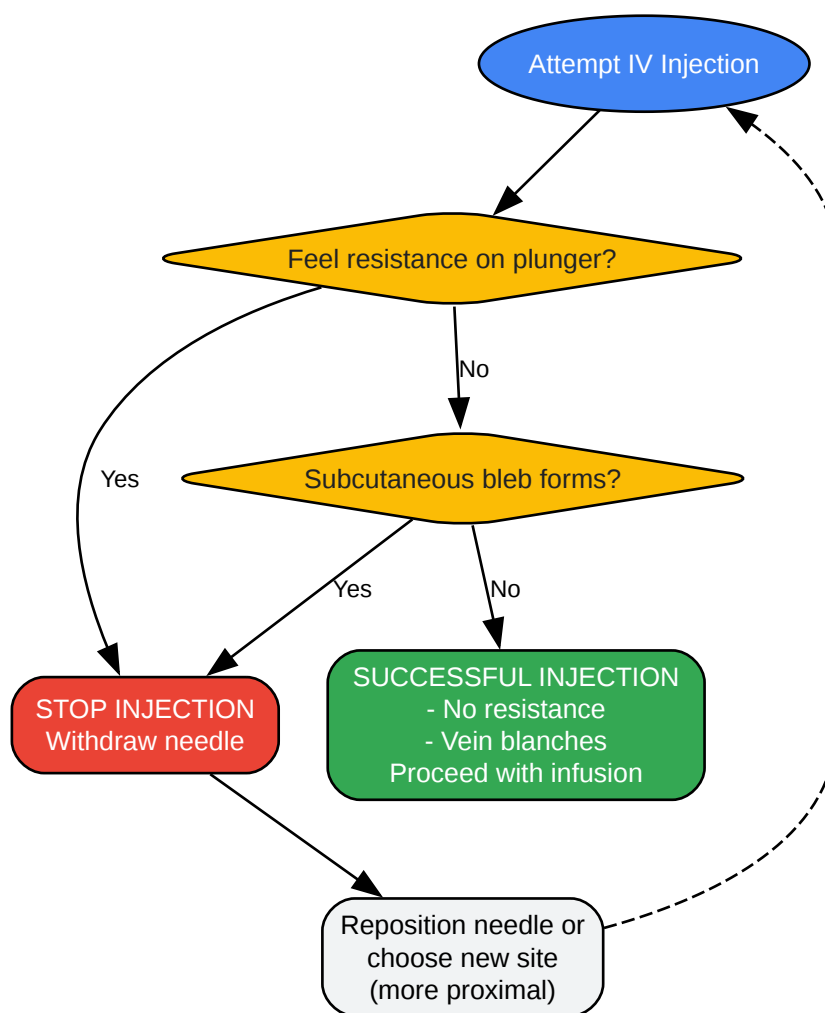 Attempt IV Injection
Feel resistance on plunger?
No
Yes
Subcutaneous bleb forms?
Yes
No
STOP INJECTION
Withdraw needle
SUCCESSFUL INJECTION
- No resistance
- Vein blanches
Proceed with infusion
Reposition needle or
choose new site
(more proximal)